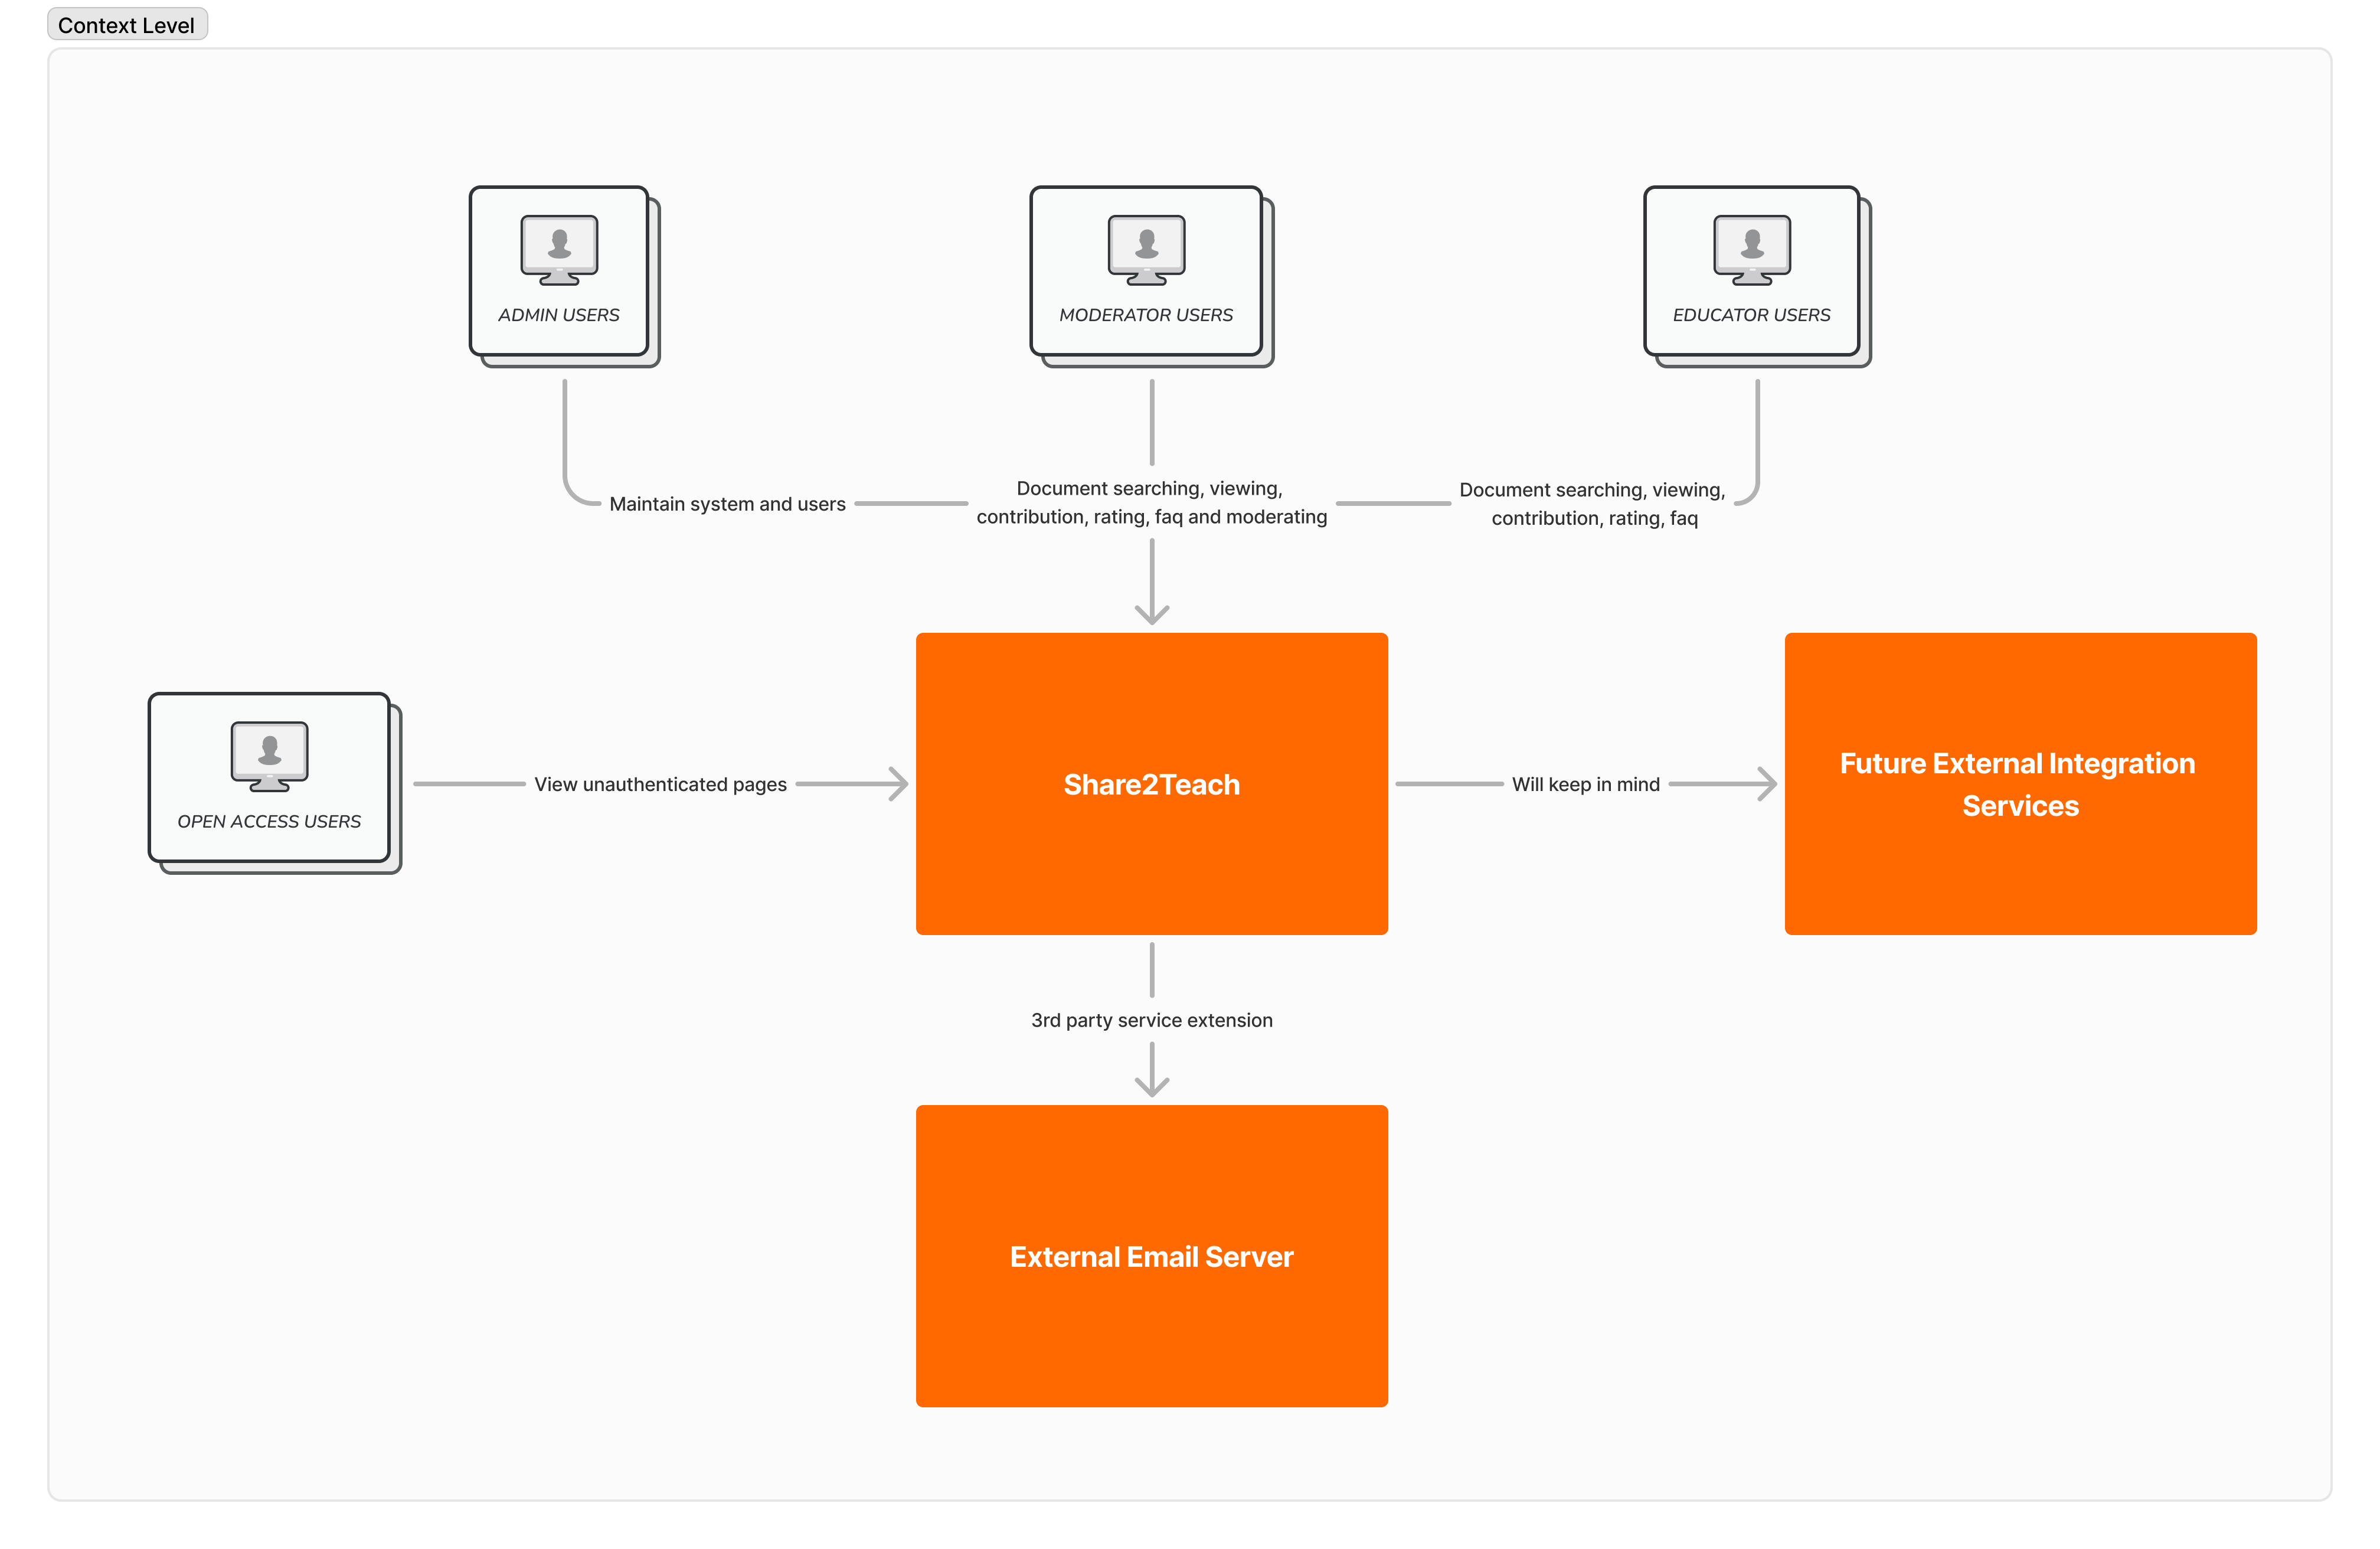 Context Level
ADMIN USERS
MODERATOR USERS
EDUCATOR USERS
Maintain system and users
Document searching, viewing,
contribution, rating, faq and moderating
Document searching, viewing,
contribution, rating, faq
OPEN ACCESS USERS
View unauthenticated pages
Share2Teach
Will keep in mind
Future External Integration
Services
3rd party service extension
External Email Server